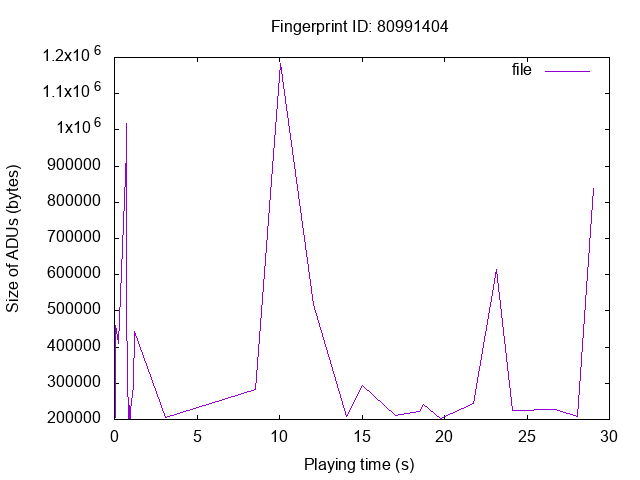 Fingerprint ID: 80991404
file
1.2x10^6
1.1x10^6
1x10^6
900000
800000
700000
600000
500000
400000
300000
200000
Size of ADUs (bytes)
0 5 10 15 20 25 30
Playing time (s)